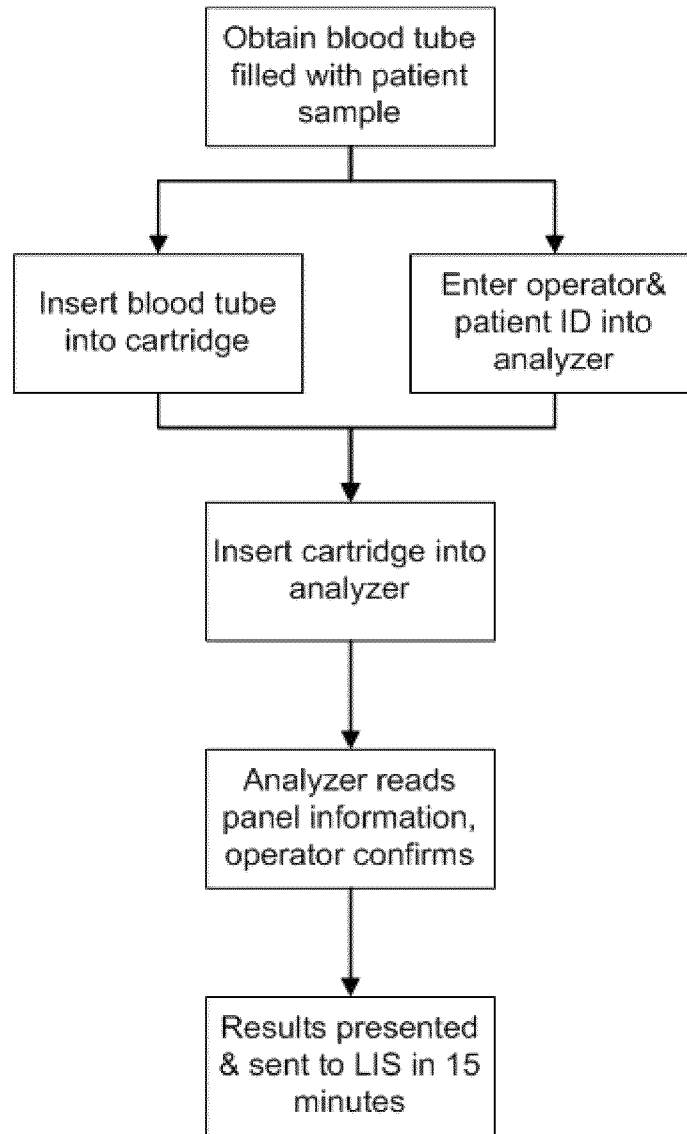 Obtain blood tube
filled with patient
sample
Insert blood tube
into cartridge
Enter operator&
patient ID into
analyzer
Insert cartridge into
analyzer
Analyzer reads
panel information,
operator confirms
Results presented
& sent to LIS in 15
minutes